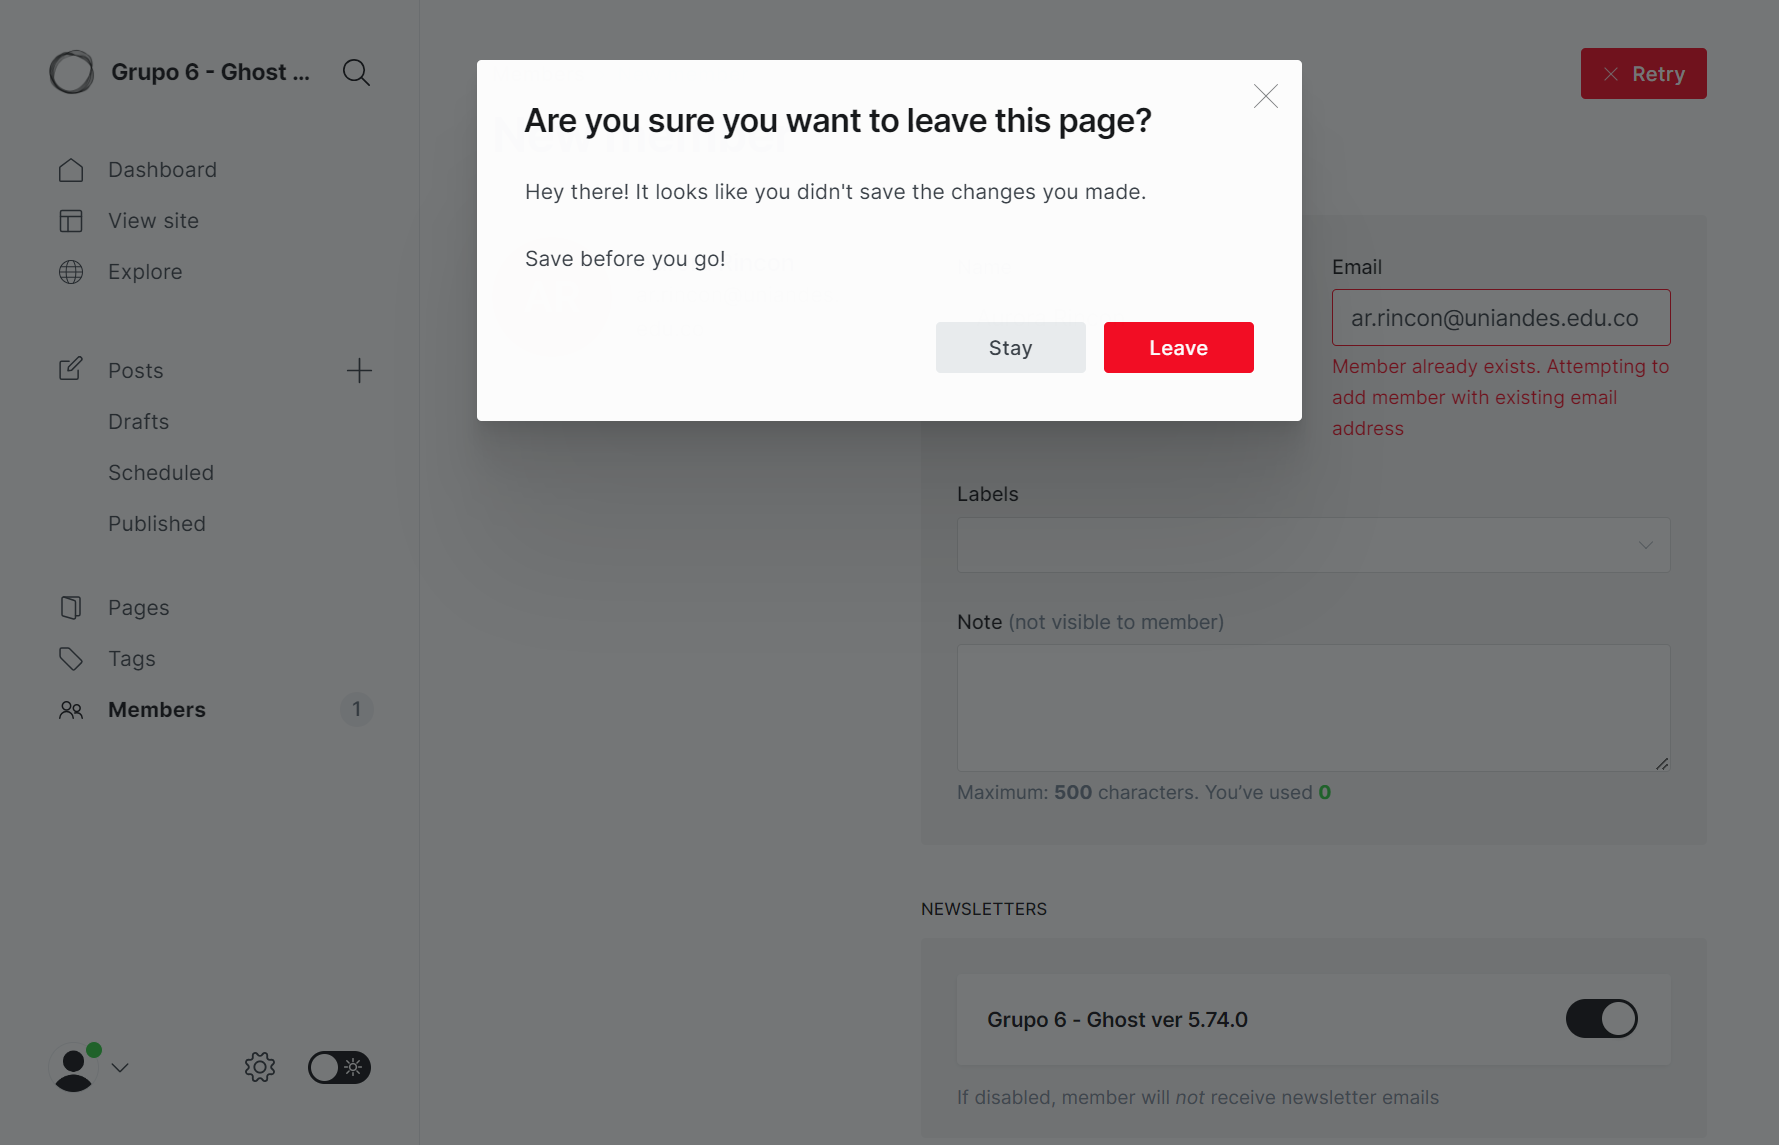 Grupo 6 - Ghost ...
Dashboard
View site
Explore
Posts
Drafts
Scheduled
Published
Pages
Tags
Members
1
Retry
Are you sure you want to leave this page?
Hey there! It looks like you didn't save the changes you made.
Save before you go!
Stay
Leave
New member
Email
ar.rincon@uniandes.edu.co
Member already exists. Attempting to
add member with existing email
address
Labels
Note (not visible to member)
Maximum: 500 characters. You’ve used 0
NEWSLETTERS
Grupo 6 - Ghost ver 5.74.0
If disabled, member will not receive newsletter emails